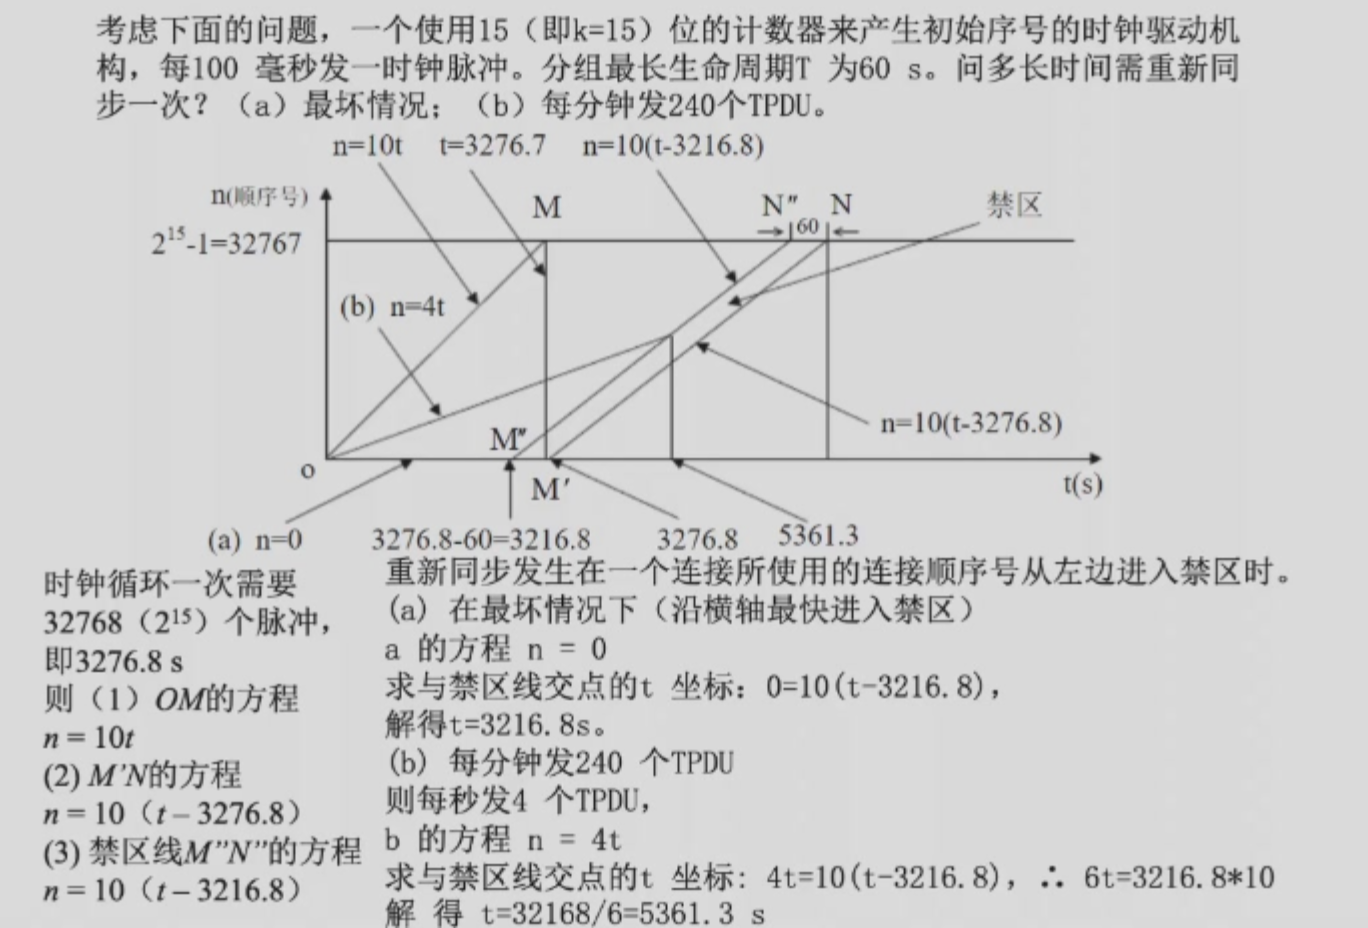 考虑下面的问题，一个使用15（即k=15）位的计数器来产生初始序号的时钟驱动机
构，每100 毫秒发一时钟脉冲。分组最长生命周期T 为60 s。问多长时间需重新同
步一次？（a）最坏情况；（b）每分钟发240个TPDU。
n=10t t=3276.7 n=10(t-3216.8)
n(顺序号)
M
N″
N
禁区
2¹⁵-1=32767
60
(b) n=4t
n=10(t-3276.8)
M″
o
M′
t(s)
(a) n=0
3276.8-60=3216.8
3276.8
5361.3
时钟循环一次需要
32768（2¹⁵）个脉冲，
即3276.8 s
则（1）OM的方程
n = 10t
(2) M’N的方程
n = 10（t – 3276.8）
(3) 禁区线M”N”的方程
n = 10（t – 3216.8）
重新同步发生在一个连接所使用的连接顺序号从左边进入禁区时。
(a) 在最坏情况下（沿横轴最快进入禁区）
a 的方程 n = 0
求与禁区线交点的t 坐标：0=10(t-3216.8)，
解得t=3216.8s。
(b) 每分钟发240 个TPDU
则每秒发4 个TPDU，
b 的方程 n = 4t
求与禁区线交点的t 坐标: 4t=10(t-3216.8)，∴ 6t=3216.8*10
解 得 t=32168/6=5361.3 s